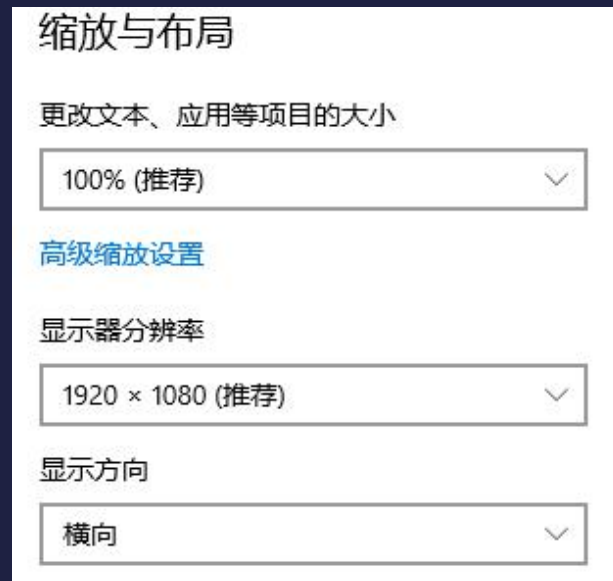 缩放与布局
更改文本、应用等项目的大小
100% (推荐)
高级缩放设置
显示器分辨率
1920 × 1080 (推荐)
显示方向
横向